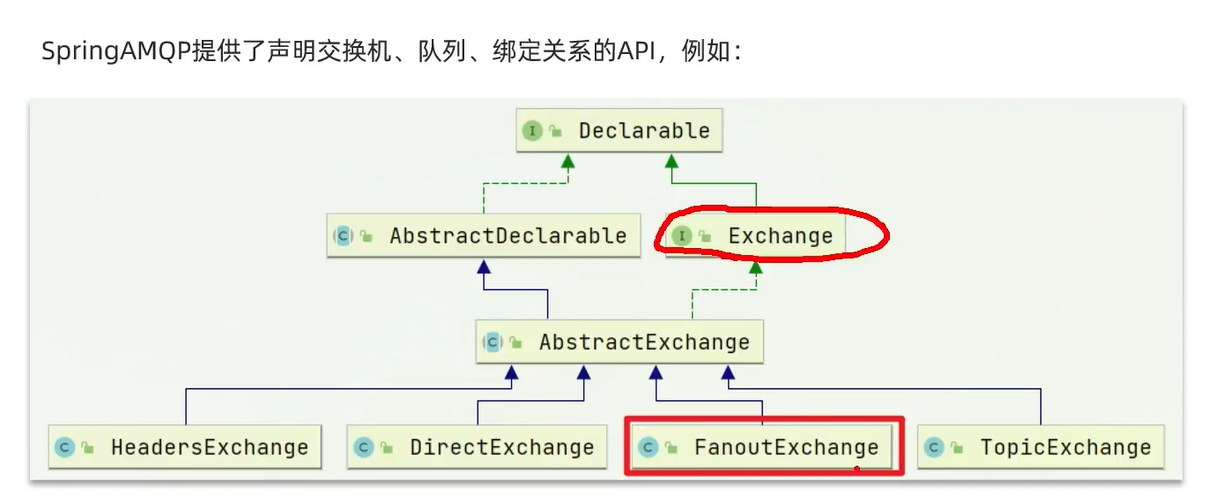 SpringAMQP提供了声明交换机、队列、绑定关系的API，例如：
I Declarable
C AbstractDeclarable
I Exchange
C AbstractExchange
C HeadersExchange
C DirectExchange
C FanoutExchange
C TopicExchange